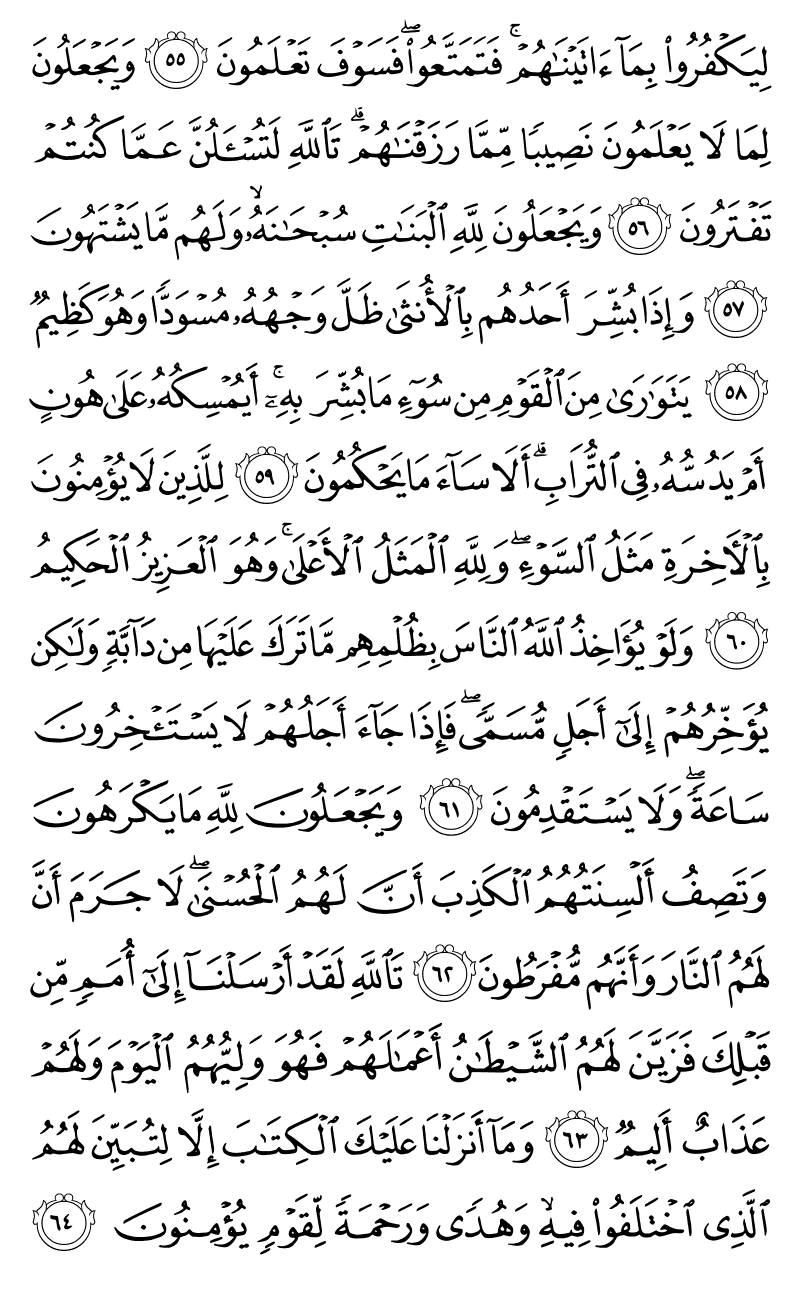 لِيَكْفُرُوا۟ بِمَآ ءَاتَيْنَٰهُمْ ۚ فَتَمَتَّعُوا۟ ۖ فَسَوْفَ تَعْلَمُونَ ٥٥ وَيَجْعَلُونَ
لِمَا لَا يَعْلَمُونَ نَصِيبًا مِّمَّا رَزَقْنَٰهُمْ ۗ تَٱللَّهِ لَتُسْـَٔلُنَّ عَمَّا كُنتُمْ
تَفْتَرُونَ ٥٦ وَيَجْعَلُونَ لِلَّهِ ٱلْبَنَٰتِ سُبْحَٰنَهُۥ ۙ وَلَهُم مَّا يَشْتَهُونَ
٥٧ وَإِذَا بُشِّرَ أَحَدُهُم بِٱلْأُنثَىٰ ظَلَّ وَجْهُهُۥ مُسْوَدًّا وَهُوَ كَظِيمٌ
٥٨ يَتَوَٰرَىٰ مِنَ ٱلْقَوْمِ مِن سُوٓءِ مَا بُشِّرَ بِهِۦٓ ۚ أَيُمْسِكُهُۥ عَلَىٰ هُونٍ
أَمْ يَدُسُّهُۥ فِى ٱلتُّرَابِ ۗ أَلَا سَآءَ مَا يَحْكُمُونَ ٥٩ لِلَّذِينَ لَا يُؤْمِنُونَ
بِٱلْءَاخِرَةِ مَثَلُ ٱلسَّوْءِ ۖ وَلِلَّهِ ٱلْمَثَلُ ٱلْأَعْلَىٰ ۚ وَهُوَ ٱلْعَزِيزُ ٱلْحَكِيمُ
٦٠ وَلَوْ يُؤَاخِذُ ٱللَّهُ ٱلنَّاسَ بِظُلْمِهِم مَّا تَرَكَ عَلَيْهَا مِن دَآبَّةٍ وَلَٰكِن
يُؤَخِّرُهُمْ إِلَىٰٓ أَجَلٍ مُّسَمًّى ۖ فَإِذَا جَآءَ أَجَلُهُمْ لَا يَسْتَـْٔخِرُونَ
سَاعَةً ۖ وَلَا يَسْتَقْدِمُونَ ٦١ وَيَجْعَلُونَ لِلَّهِ مَا يَكْرَهُونَ
وَتَصِفُ أَلْسِنَتُهُمُ ٱلْكَذِبَ أَنَّ لَهُمُ ٱلْحُسْنَىٰ ۖ لَا جَرَمَ أَنَّ
لَهُمُ ٱلنَّارَ وَأَنَّهُم مُّفْرَطُونَ ٦٢ تَٱللَّهِ لَقَدْ أَرْسَلْنَآ إِلَىٰٓ أُمَمٍ مِّن
قَبْلِكَ فَزَيَّنَ لَهُمُ ٱلشَّيْطَٰنُ أَعْمَٰلَهُمْ فَهُوَ وَلِيُّهُمُ ٱلْيَوْمَ وَلَهُمْ
عَذَابٌ أَلِيمٌ ٦٣ وَمَآ أَنزَلْنَا عَلَيْكَ ٱلْكِتَٰبَ إِلَّا لِتُبَيِّنَ لَهُمُ
ٱلَّذِى ٱخْتَلَفُوا۟ فِيهِ ۙ وَهُدًى وَرَحْمَةً لِّقَوْمٍ يُؤْمِنُونَ ٦٤